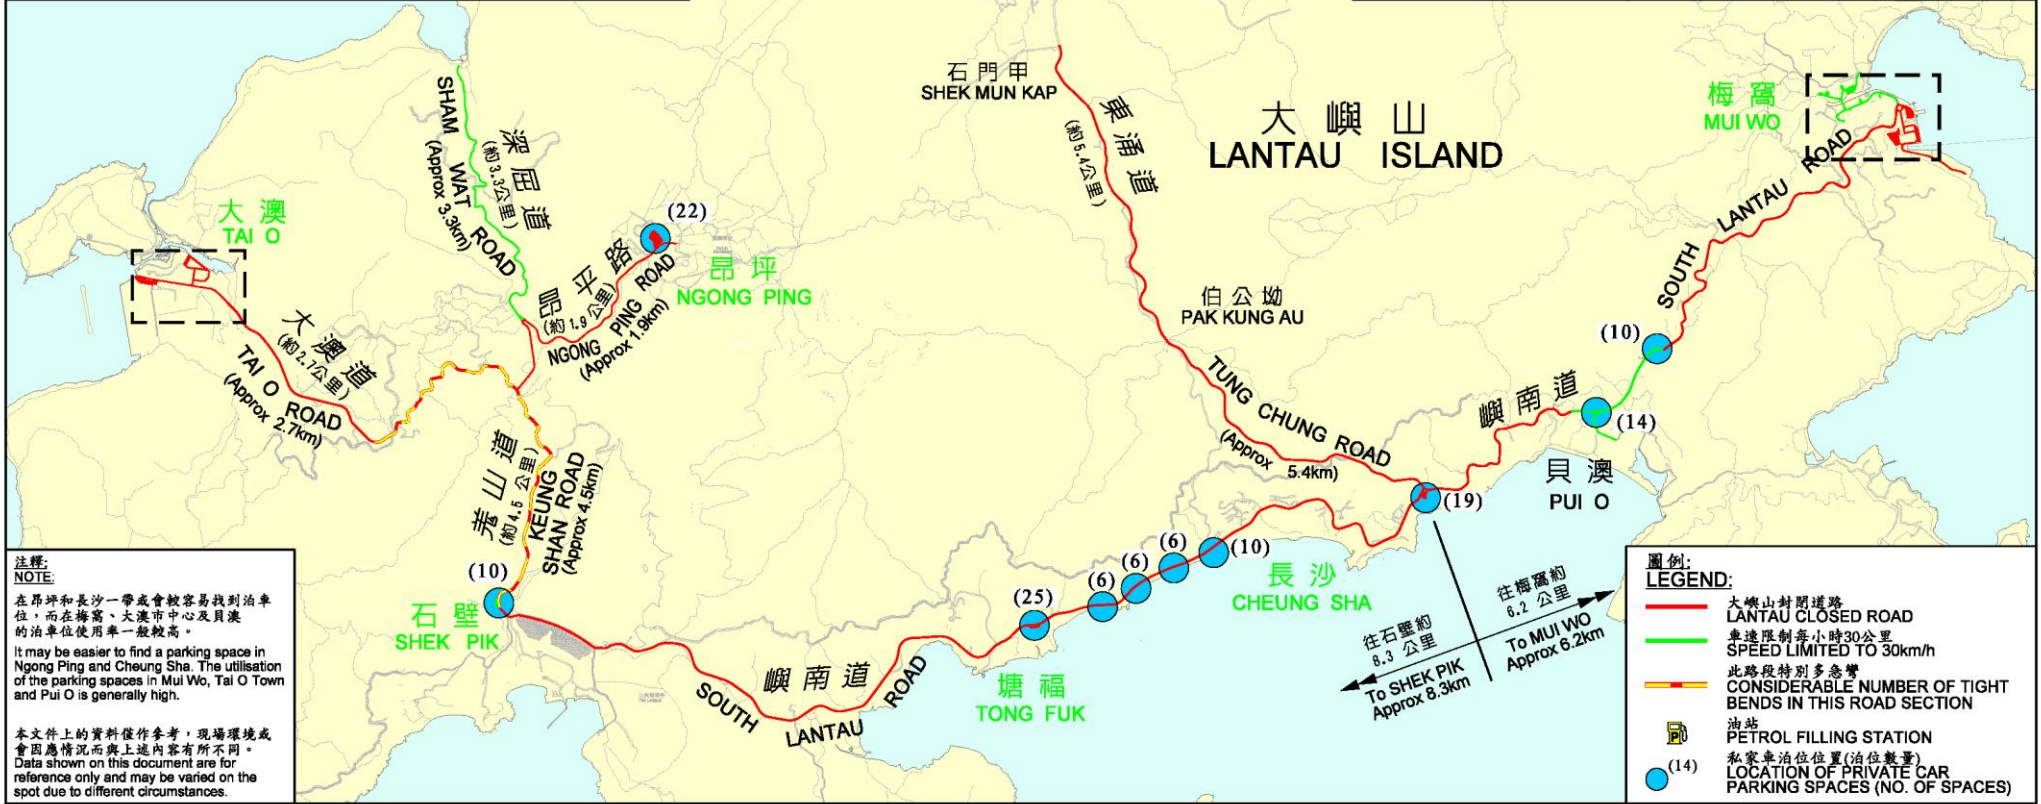 石門甲
SHEK MUN KAP
大嶼山
LANTAU ISLAND
梅窩
MUI WO
東涌道
(約5.4公里)
深屈道
(約3.3公里)
SHAM WAT ROAD
(Approx 3.3km)
大澳
TAI O
(22)
昂坪
NGONG PING
昂平路
(約1.9公里)
NGONG PING ROAD
(Approx 1.9km)
大澳道
(約2.7公里)
TAI O ROAD
(Approx 2.7km)
伯公坳
PAK KUNG AU
TUNG CHUNG ROAD
(Approx 5.4km)
SOUTH LANTAU ROAD
(10)
嶼南道
(14)
貝澳
PUI O
羗山道
(約4.5公里)
KEUNG SHAN ROAD
(Approx 4.5km)
(10)
石壁
SHEK PIK
(19)
(10)
(6)
(6)
(6)
(25)
長沙
CHEUNG SHA
塘福
TONG FUK
嶼南道
SOUTH LANTAU ROAD
往石壁約
8.3 公里
To SHEK PIK
Approx 8.3km
往梅窩約
6.2 公里
To MUI WO
Approx 6.2km
注釋:
NOTE:
在昂坪和長沙一帶或會較容易找到泊車
位,而在梅窩、大澳市中心及貝澳
的泊車位使用率一般較高。
It may be easier to find a parking space in
Ngong Ping and Cheung Sha. The utilisation
of the parking spaces in Mui Wo, Tai O Town
and Pui O is generally high.
本文件上的資料僅作參考,現場環境或
會因應情況而與上述內容有所不同。
Data shown on this document are for
reference only and may be varied on the
spot due to different circumstances.
圖例:
LEGEND:
大嶼山封閉道路
LANTAU CLOSED ROAD
車速限制每小時30公里
SPEED LIMITED TO 30km/h
此路段特別多急彎
CONSIDERABLE NUMBER OF TIGHT
BENDS IN THIS ROAD SECTION
油站
PETROL FILLING STATION
(14)
私家車泊位位置(泊位數量)
LOCATION OF PRIVATE CAR
PARKING SPACES (NO. OF SPACES)